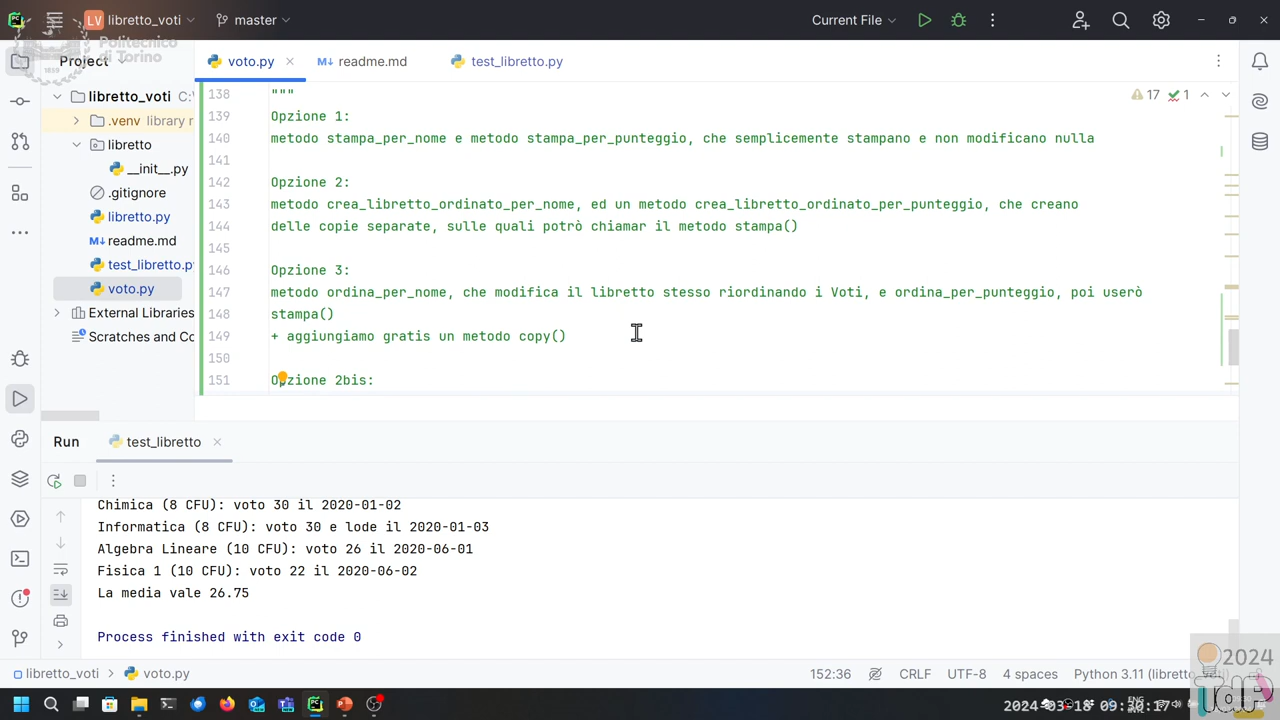 LV libretto_voti
master
Current File
Politecnico
di Torino
1899
Project
voto.py
readme.md
test_libretto.py
libretto_voti C:\
.venv library r
libretto
__init__.py
.gitignore
libretto.py
readme.md
test_libretto.p
voto.py
External Libraries
Scratches and Co
17
1
138 """
139 Opzione 1:
140 metodo stampa_per_nome e metodo stampa_per_punteggio, che semplicemente stampano e non modificano nulla
141
142 Opzione 2:
143 metodo crea_libretto_ordinato_per_nome, ed un metodo crea_libretto_ordinato_per_punteggio, che creano
144 delle copie separate, sulle quali potrò chiamar il metodo stampa()
145
146 Opzione 3:
147 metodo ordina_per_nome, che modifica il libretto stesso riordinando i Voti, e ordina_per_punteggio, poi userò
148 stampa()
149 + aggiungiamo gratis un metodo copy()
150
151 Opzione 2bis:
Run
test_libretto
Chimica (8 CFU): voto 30 il 2020-01-02
Informatica (8 CFU): voto 30 e lode il 2020-01-03
Algebra Lineare (10 CFU): voto 26 il 2020-06-01
Fisica 1 (10 CFU): voto 22 il 2020-06-02
La media vale 26.75
Process finished with exit code 0
libretto_voti
voto.py
152:36
CRLF
UTF-8
4 spaces
Python 3.11 (libretto
2024
TdP